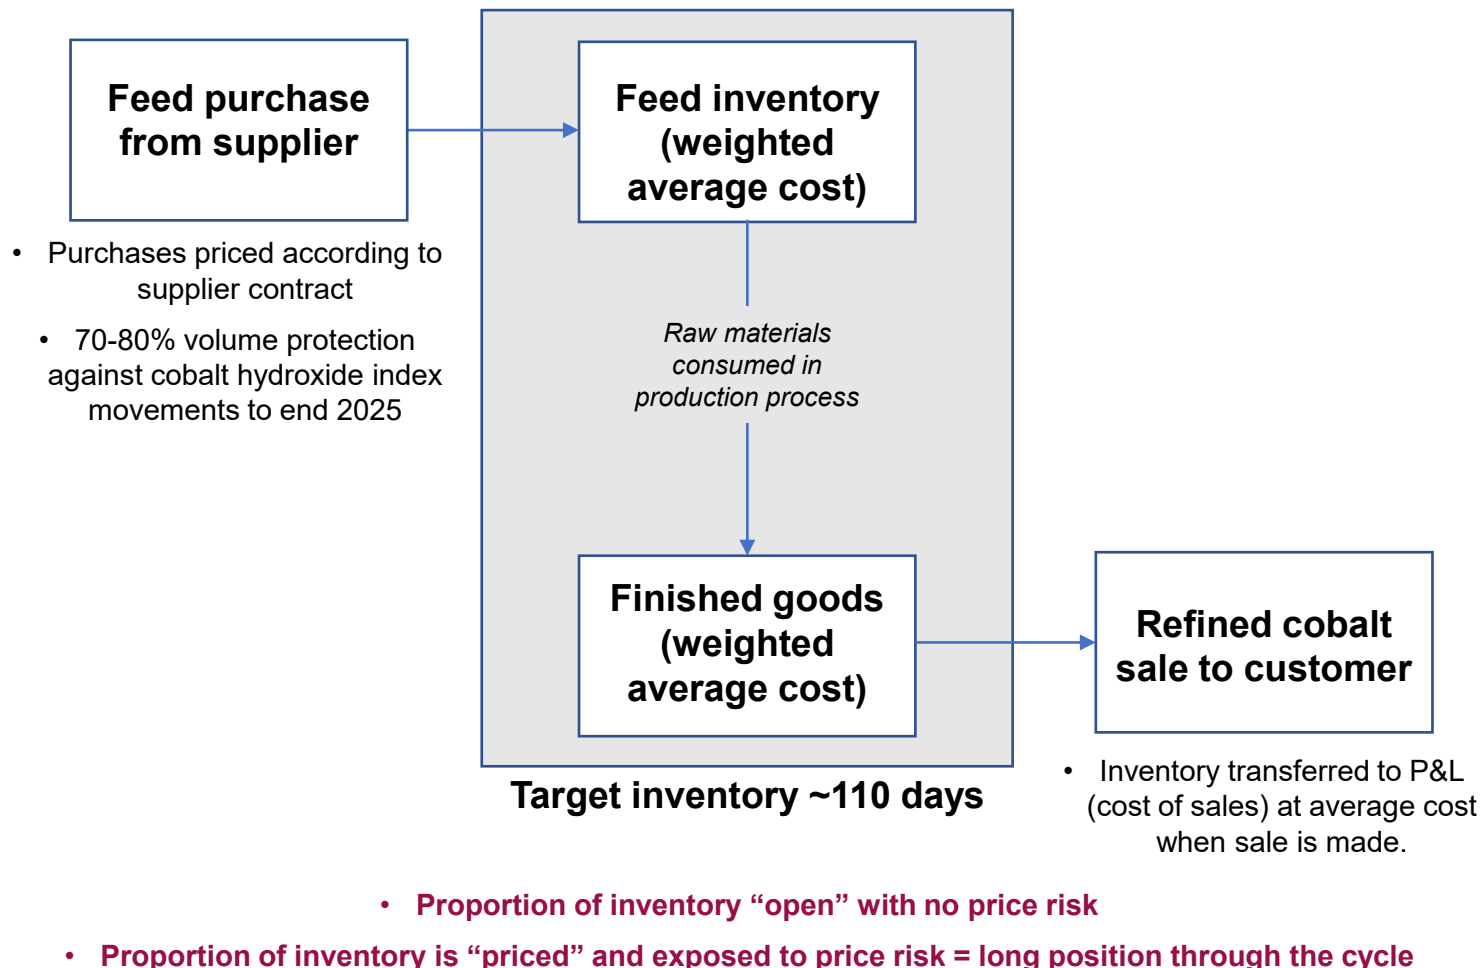 Feed purchase
from supplier
• Purchases priced according to
supplier contract
• 70-80% volume protection
against cobalt hydroxide index
movements to end 2025
Feed inventory
(weighted
average cost)
Raw materials
consumed in
production process
Finished goods
(weighted
average cost)
Target inventory ~110 days
Refined cobalt
sale to customer
• Inventory transferred to P&L
(cost of sales) at average cost
when sale is made.
• Proportion of inventory “open” with no price risk
• Proportion of inventory is “priced” and exposed to price risk = long position through the cycle